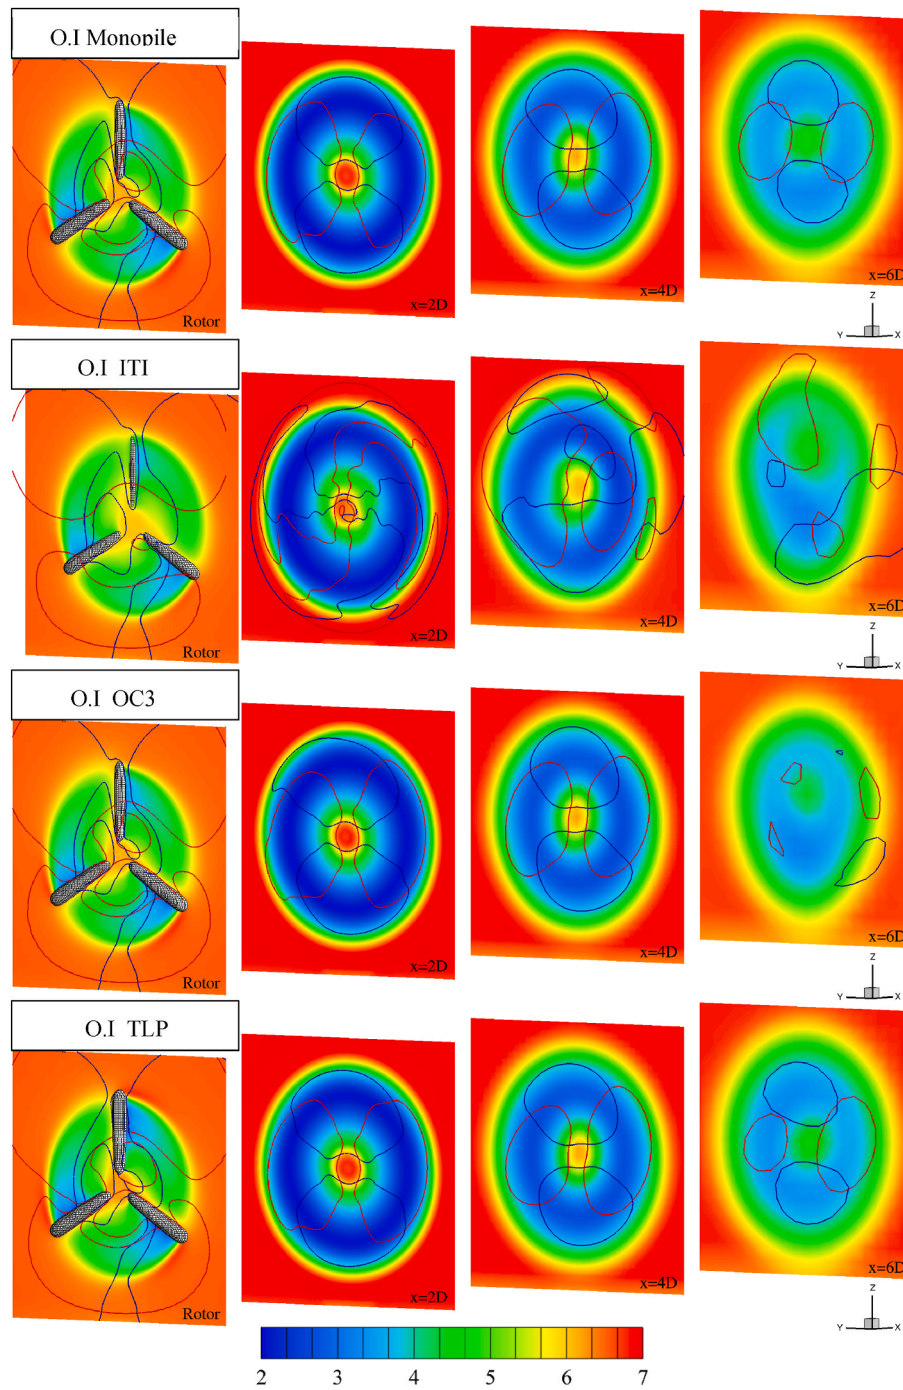 O.I Monopile
Rotor
x=2D
x=4D
x=6D
Z
Y
X
O.I ITI
Rotor
x=2D
x=4D
x=6D
Z
Y
X
O.I OC3
Rotor
x=2D
x=4D
x=6D
Z
Y
X
O.I TLP
Rotor
x=2D
x=4D
x=6D
Z
Y
X
2 3 4 5 6 7